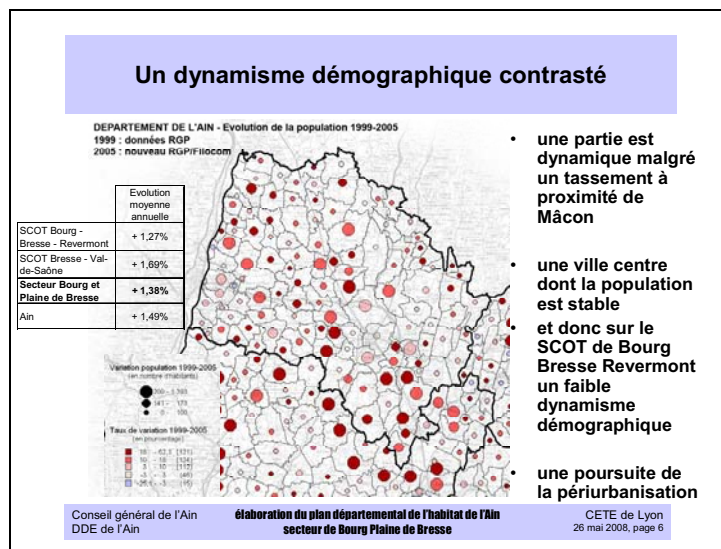 Un dynamisme démographique contrasté
DEPARTEMENT DE L'AIN - Evolution de la population 1999-2005
1999 : données RGP
2005 : nouveau RGP/Filocom
Evolution
moyenne
annuelle
SCOT Bourg -
Bresse - Revermont
+ 1,27%
SCOT Bresse - Val-
de-Saône
+ 1,69%
Secteur Bourg et
Plaine de Bresse
+ 1,38%
Ain
+ 1,49%
Variation population 1999-2005
(en nombre d'habitants)
Taux de variation 1999-2005
(en pourcentage)
• une partie est
dynamique malgré
un tassement à
proximité de
Mâcon
• une ville centre
dont la population
est stable
• et donc sur le
SCOT de Bourg
Bresse Revermont
un faible
dynamisme
démographique
• une poursuite de
la périurbanisation
Conseil général de l'Ain
DDE de l'Ain
élaboration du plan départemental de l'habitat de l'Ain
secteur de Bourg Plaine de Bresse
CETE de Lyon
26 mai 2008, page 6